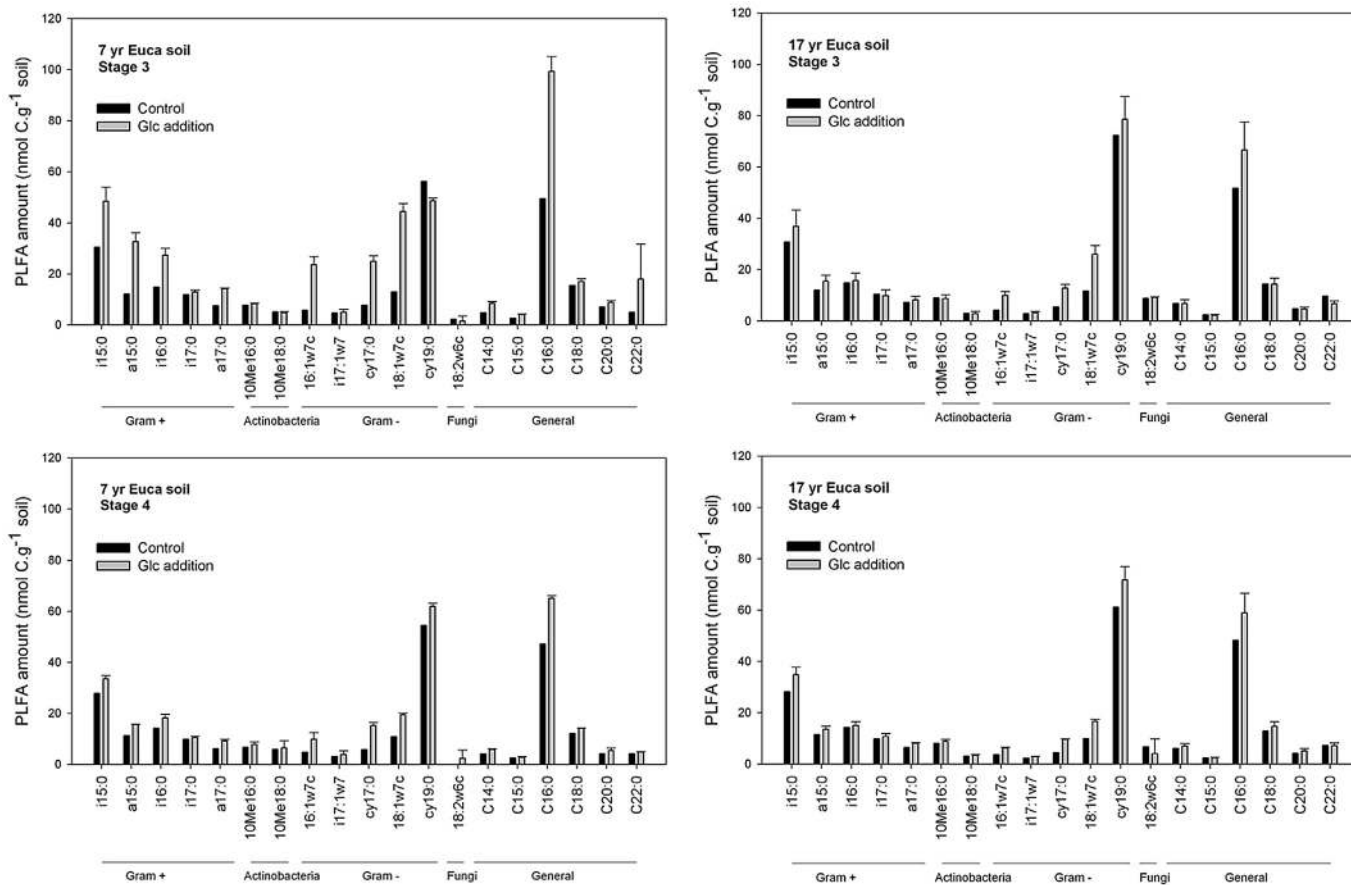 120
100
80
60
40
20
0
PLFA amount (nmol C.g⁻¹ soil)
7 yr Euca soil
Stage 3
Control
Glc addition
i15:0
a15:0
i16:0
i17:0
a17:0
10Me16:0
10Me18:0
16:1w7c
i17:1w7
cy17:0
18:1w7c
cy19:0
18:2w6c
C14:0
C15:0
C16:0
C18:0
C20:0
C22:0
Gram + Actinobacteria Gram - Fungi General
120
100
80
60
40
20
0
PLFA amount (nmol C.g⁻¹ soil)
17 yr Euca soil
Stage 3
Control
Glc addition
i15:0
a15:0
i16:0
i17:0
a17:0
10Me16:0
10Me18:0
16:1w7c
i17:1w7
cy17:0
18:1w7c
cy19:0
18:2w6c
C14:0
C15:0
C16:0
C18:0
C20:0
C22:0
Gram + Actinobacteria Gram - Fungi General
120
100
80
60
40
20
0
PLFA amount (nmol C.g⁻¹ soil)
7 yr Euca soil
Stage 4
Control
Glc addition
i15:0
a15:0
i16:0
i17:0
a17:0
10Me16:0
10Me18:0
16:1w7c
i17:1w7
cy17:0
18:1w7c
cy19:0
18:2w6c
C14:0
C15:0
C16:0
C18:0
C20:0
C22:0
Gram + Actinobacteria Gram - Fungi General
120
100
80
60
40
20
0
PLFA amount (nmol C.g⁻¹ soil)
17 yr Euca soil
Stage 4
Control
Glc addition
i15:0
a15:0
i16:0
i17:0
a17:0
10Me16:0
10Me18:0
16:1w7c
i17:1w7
cy17:0
18:1w7c
cy19:0
18:2w6c
C14:0
C15:0
C16:0
C18:0
C20:0
C22:0
Gram + Actinobacteria Gram - Fungi General